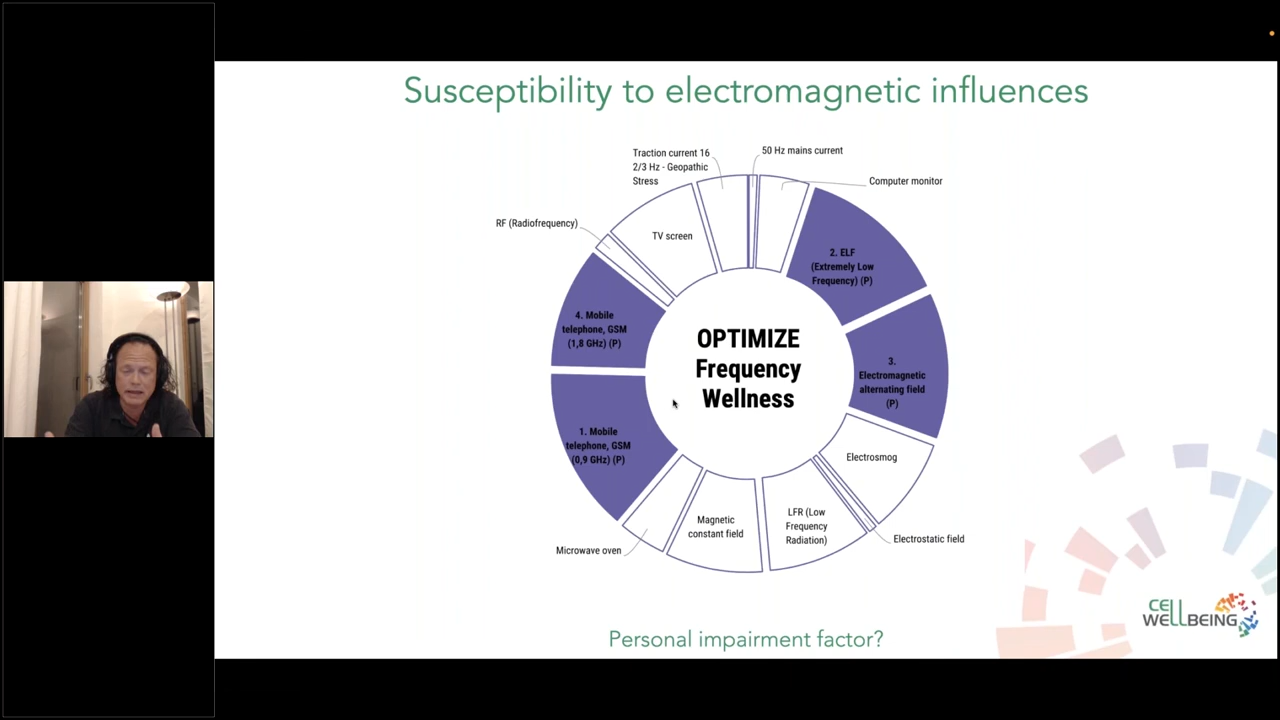 Susceptibility to electromagnetic influences
Traction current 16
2/3 Hz - Geopathic
Stress
50 Hz mains current
Computer monitor
RF (Radiofrequency)
TV screen
2. ELF
(Extremely Low
Frequency) (P)
4. Mobile
telephone, GSM
(1,8 GHz) (P)
OPTIMIZE
Frequency
Wellness
3.
Electromagnetic
alternating field
(P)
1. Mobile
telephone, GSM
(0,9 GHz) (P)
Electrosmog
Magnetic
constant field
LFR (Low
Frequency
Radiation)
Microwave oven
Electrostatic field
CELL
WELLBEING
Personal impairment factor?